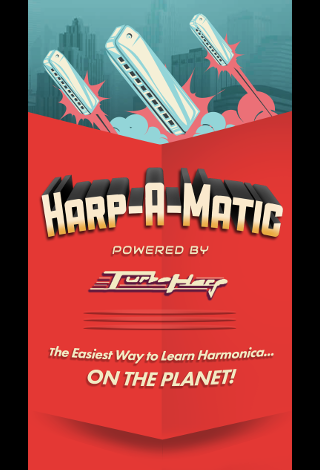 HARP-A-MATIC
POWERED BY
TurboHarp
The Easiest Way to Learn Harmonica...
ON THE PLANET!